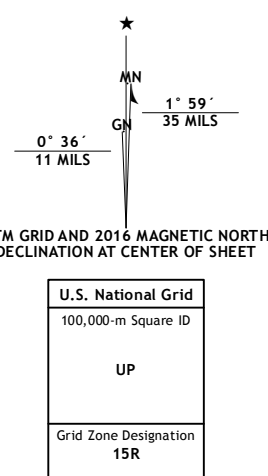 ★
MN
1° 59´
35 MILS
GN
0° 36´
11 MILS
TM GRID AND 2016 MAGNETIC NORTH
DECLINATION AT CENTER OF SHEET
U.S. National Grid
100,000-m Square ID
UP
Grid Zone Designation
15R